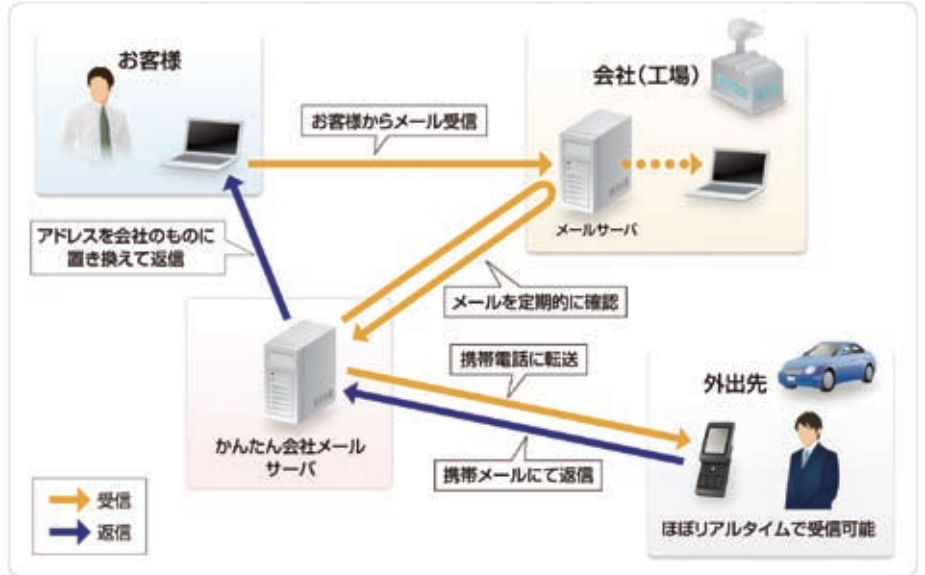 お客様
会社(工場)
お客様からメール受信
メールサーバ
アドレスを会社のものに
置き換えて返信
メールを定期的に確認
携帯電話に転送
外出先
かんたん会社メール
サーバ
携帯メールにて返信
受信
返信
ほぼリアルタイムで受信可能